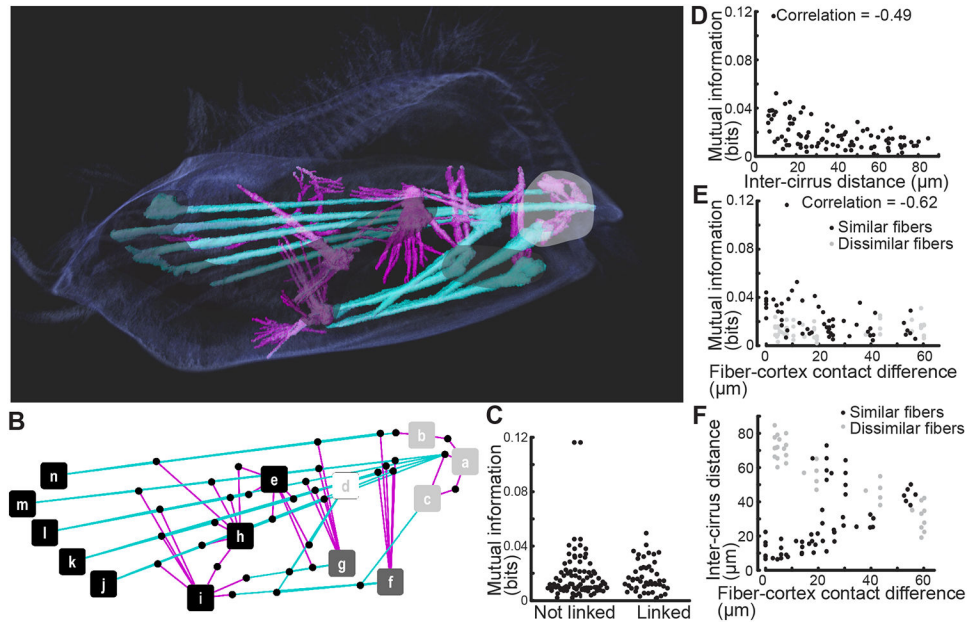 D
0.12
Correlation = -0.49
Mutual information
(bits)
0.08
0.04
0
0 20 40 60 80
Inter-cirrus distance (µm)
E
0.12
Correlation = -0.62
Similar fibers
Dissimilar fibers
Mutual information
(bits)
0.08
0.04
0
0 20 40 60
Fiber-cortex contact difference
(µm)
B
n
m
l
k
j
i
h
e
g
f
d
b
a
c
C
0.12
Mutual information
(bits)
0.08
0.04
0
Not linked Linked
F
Similar fibers
Dissimilar fibers
Inter-cirrus distance
(µm)
80
60
40
20
0
0 20 40 60
Fiber-cortex contact difference
(µm)